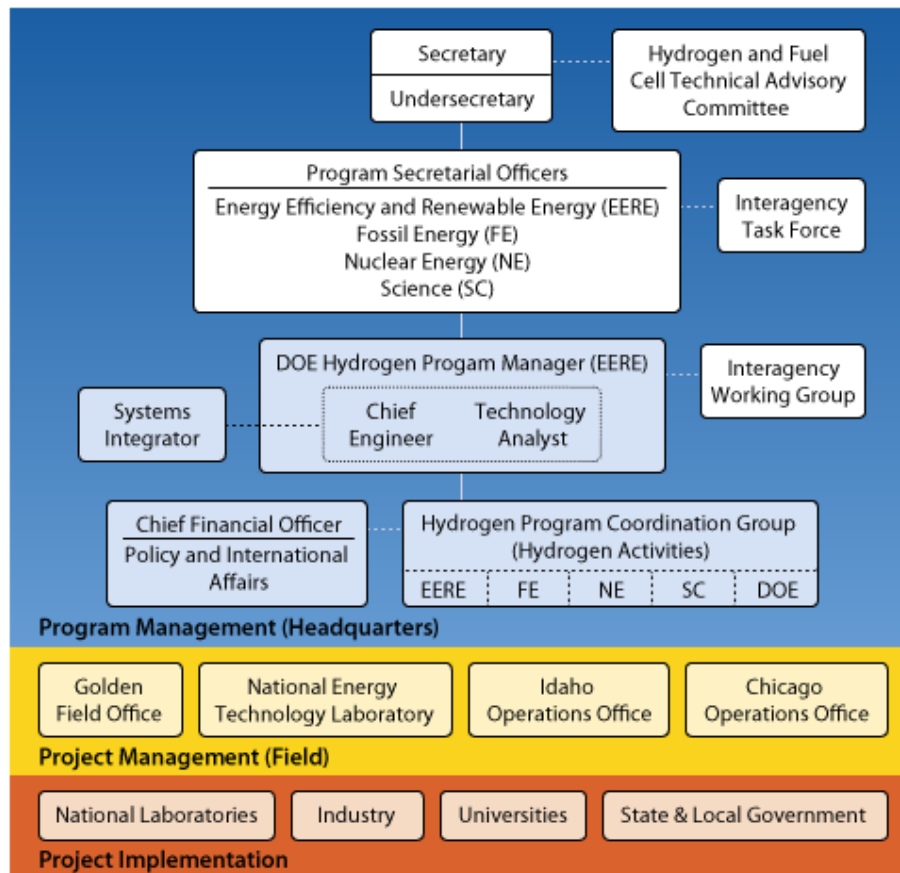 Secretary
Undersecretary
Hydrogen and Fuel
Cell Technical Advisory
Committee
Program Secretarial Officers
Energy Efficiency and Renewable Energy (EERE)
Fossil Energy (FE)
Nuclear Energy (NE)
Science (SC)
Interagency
Task Force
DOE Hydrogen Progam Manager (EERE)
Chief
Engineer
Technology
Analyst
Interagency
Working Group
Systems
Integrator
Chief Financial Officer
Policy and International
Affairs
Hydrogen Program Coordination Group
(Hydrogen Activities)
EERE FE NE SC DOE
Program Management (Headquarters)
Golden
Field Office
National Energy
Technology Laboratory
Idaho
Operations Office
Chicago
Operations Office
Project Management (Field)
National Laboratories
Industry
Universities
State & Local Government
Project Implementation